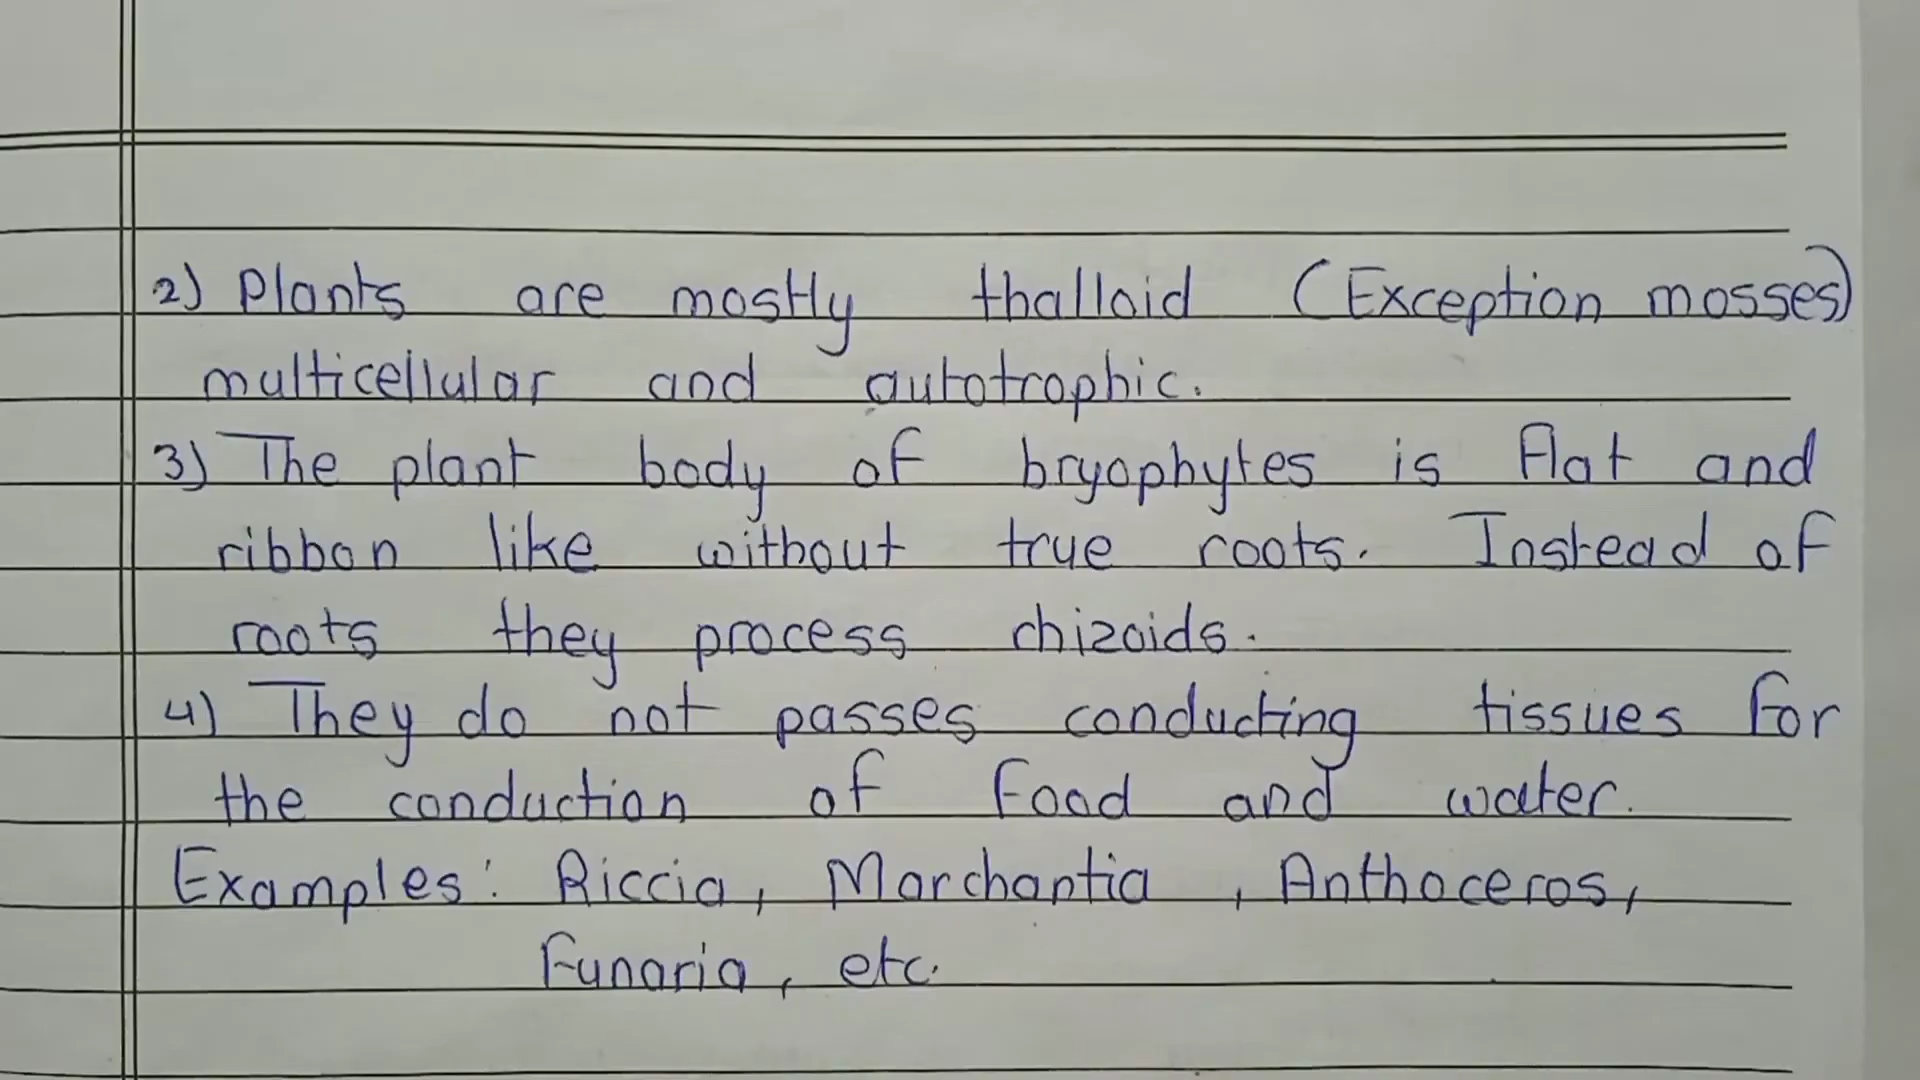 2) Plants are mostly thalloid (Exception mosses)
multicellular and autotrophic.
3) The plant body of bryophytes is flat and
ribbon like without true roots. Instead of
roots they process rhizoids.
4) They do not passes conducting tissues for
the conduction of food and water.
Examples: Riccia, Marchantia, Anthoceros,
Funaria, etc.